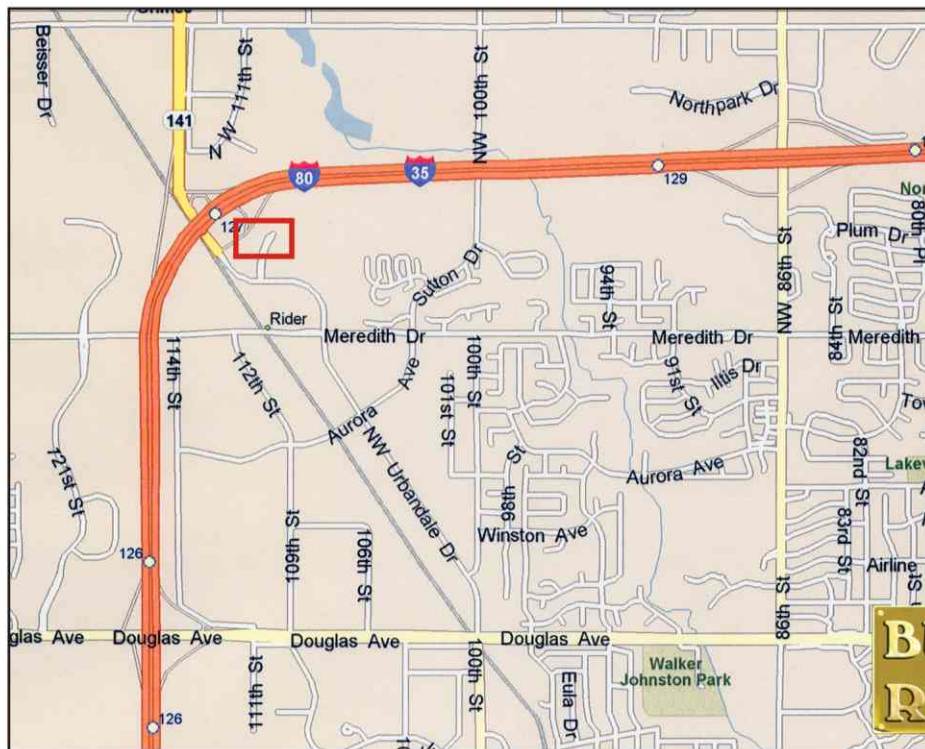 Beisser Dr
N W 111th St
141
NW 100th St
Northpark Dr
80
35
129
127
Sutton Dr
94th St
NW 86th St
Plum Dr
80th Pl
84th St
Rider
Meredith Dr
Meredith Dr
Meredith
114th St
112th St
Aurora Ave
101st St
100th St
91st St
Iltis Dr
121st St
NW Urbandale Dr
98th St
Aurora Ave
82nd St
83rd St
Winston Ave
109th St
106th St
Airline
St
126
Douglas Ave
Douglas Ave
Douglas Ave
86th St
111th St
100th St
Eula Dr
Walker
Johnston Park
126